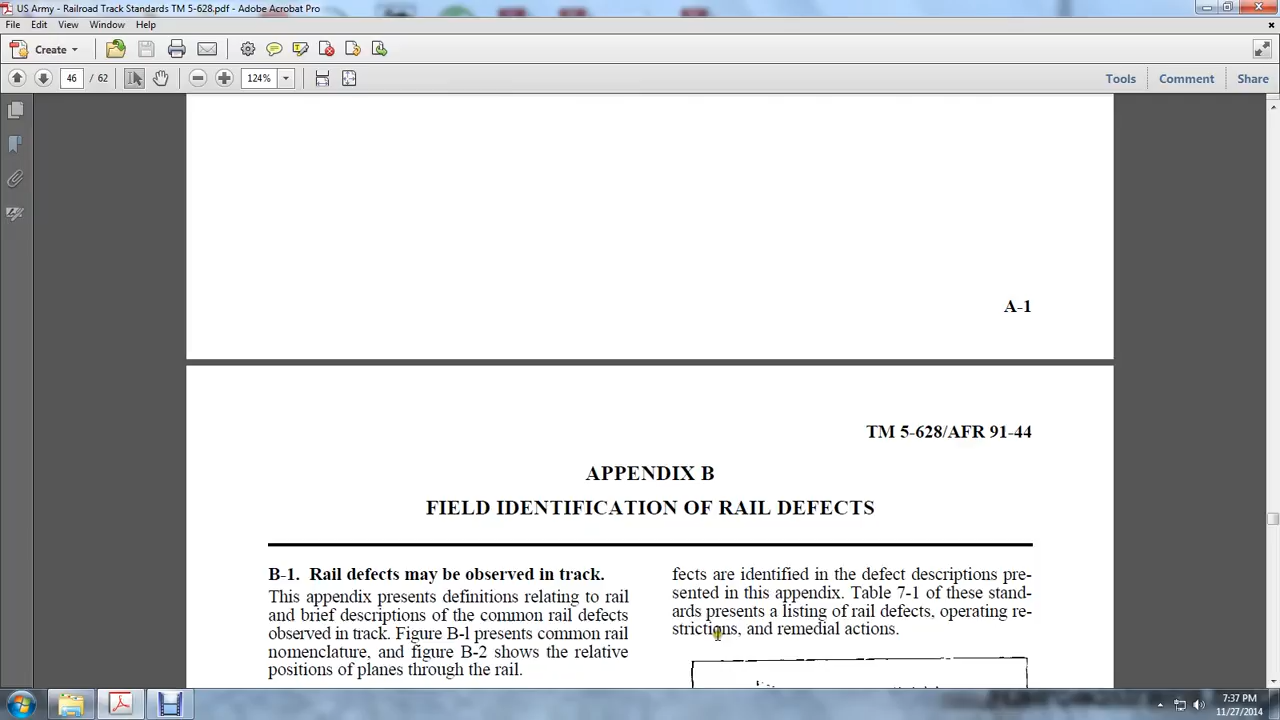 US Army - Railroad Track Standards TM 5-628.pdf - Adobe Acrobat Pro
File Edit View Window Help
Create
46 / 62 124% Tools Comment Share
A-1
TM 5-628/AFR 91-44
APPENDIX B
FIELD IDENTIFICATION OF RAIL DEFECTS
B-1. Rail defects may be observed in track.
This appendix presents definitions relating to rail
and brief descriptions of the common rail defects
observed in track. Figure B-l presents common rail
nomenclature, and figure B-2 shows the relative
positions of planes through the rail.
fects are identified in the defect descriptions pre-
sented in this appendix. Table 7-1 of these stand-
ards presents a listing of rail defects, operating re-
strictions, and remedial actions.
7:37 PM
11/27/2014